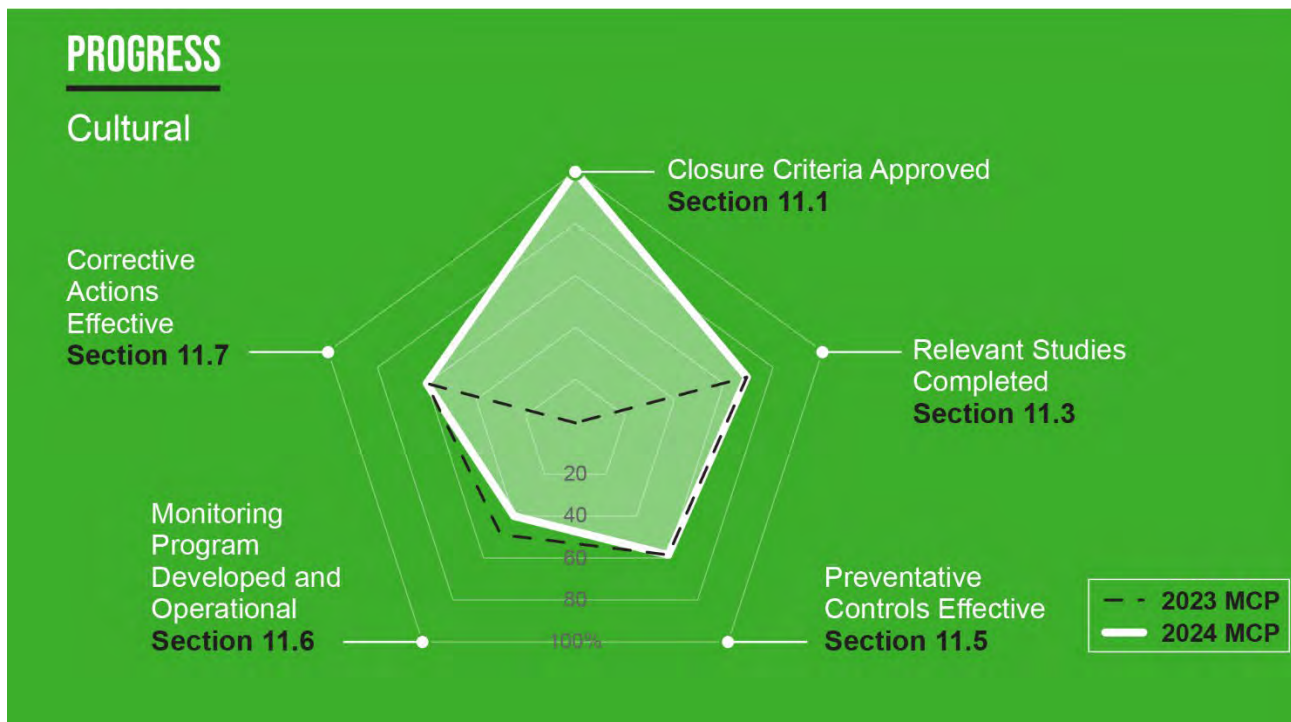 PROGRESS
Cultural
Closure Criteria Approved
Section 11.1
Corrective
Actions
Effective
Section 11.7
Relevant Studies
Completed
Section 11.3
20
40
60
80
100%
Monitoring
Program
Developed and
Operational
Section 11.6
Preventative
Controls Effective
Section 11.5
2023 MCP
2024 MCP